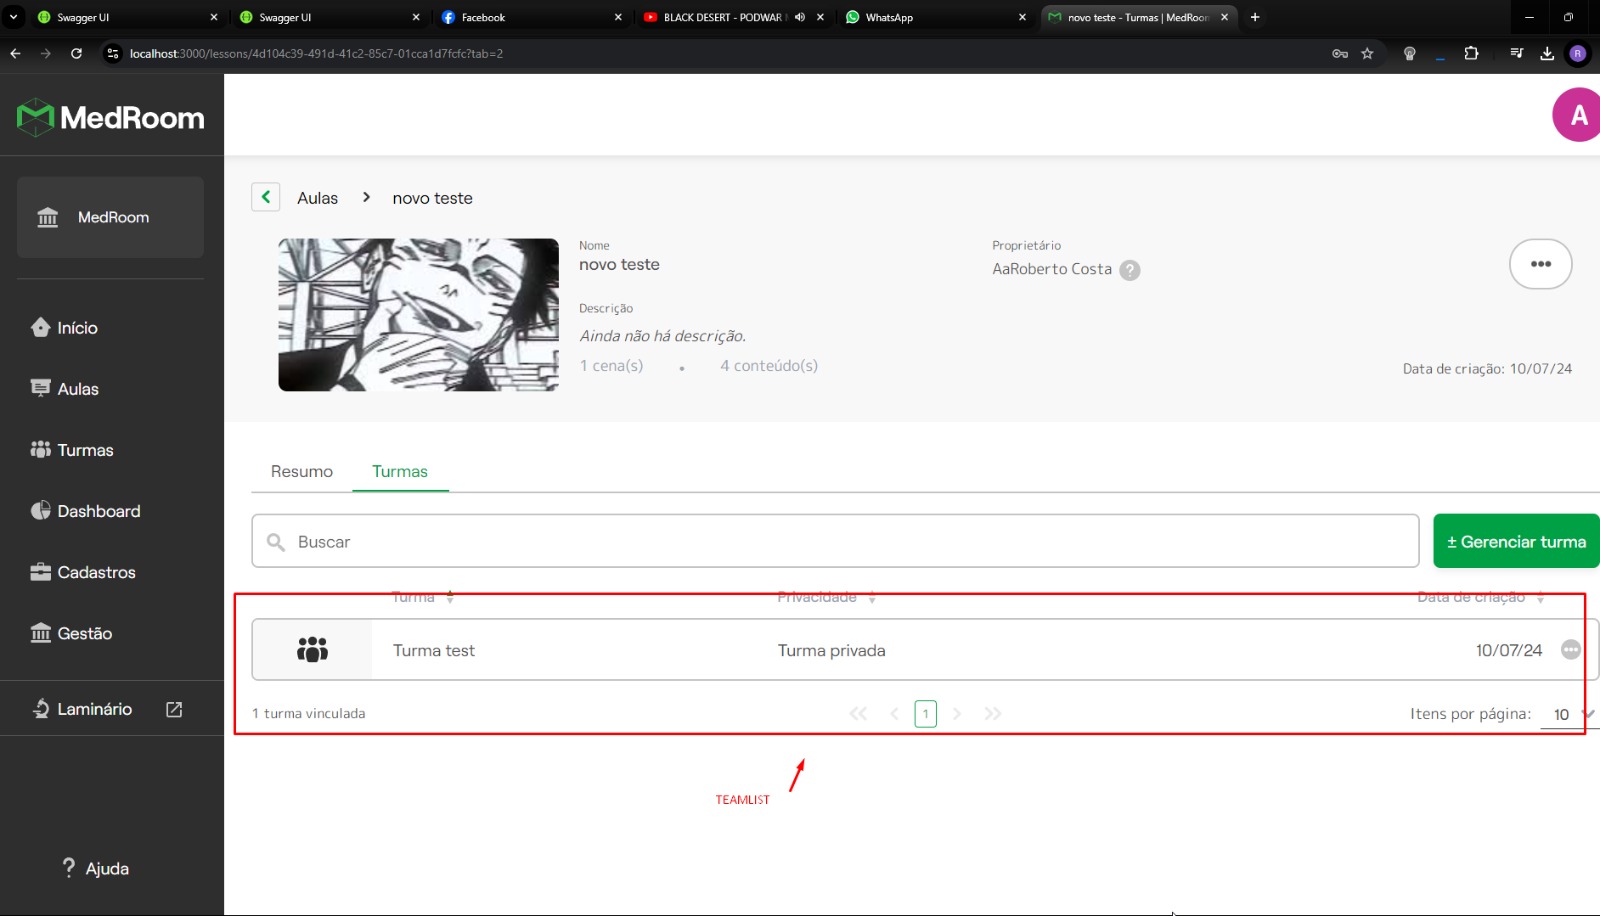 Swagger UI
Swagger UI
Facebook
BLACK DESERT - PODWAR
WhatsApp
novo teste - Turmas | MedRoom
localhost:3000/lessons/4d104c39-491d-41c2-85c7-01cca1d7fcfc?tab=2
R
MedRoom
A
MedRoom
Início
Aulas
Turmas
Dashboard
Cadastros
Gestão
Laminário
? Ajuda
Aulas > novo teste
Nome
novo teste
Proprietário
AaRoberto Costa ?
Descrição
Ainda não há descrição.
1 cena(s) • 4 conteúdo(s)
Data de criação: 10/07/24
Resumo
Turmas
Buscar
± Gerenciar turma
Turma
Privacidade
Data de criação
Turma test
Turma privada
10/07/24
1 turma vinculada
1
Itens por página: 10
TEAMLIST